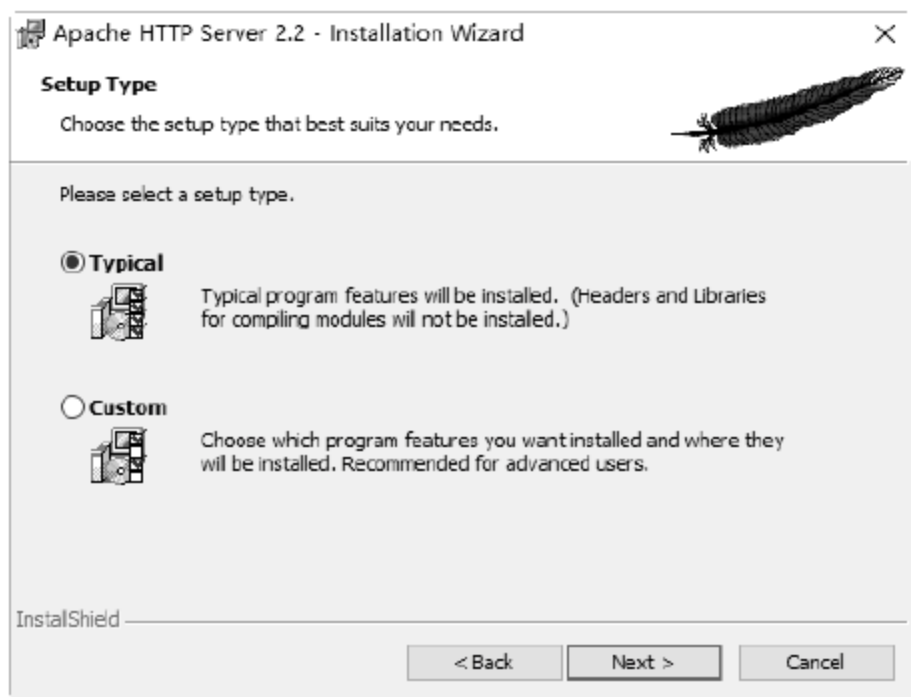 Apache HTTP Server 2.2 - Installation Wizard
Setup Type
Choose the setup type that best suits your needs.
Please select a setup type.
Typical
Typical program features will be installed. (Headers and Libraries
for compiling modules will not be installed.)
Custom
Choose which program features you want installed and where they
will be installed. Recommended for advanced users.
InstallShield
< Back
Next >
Cancel